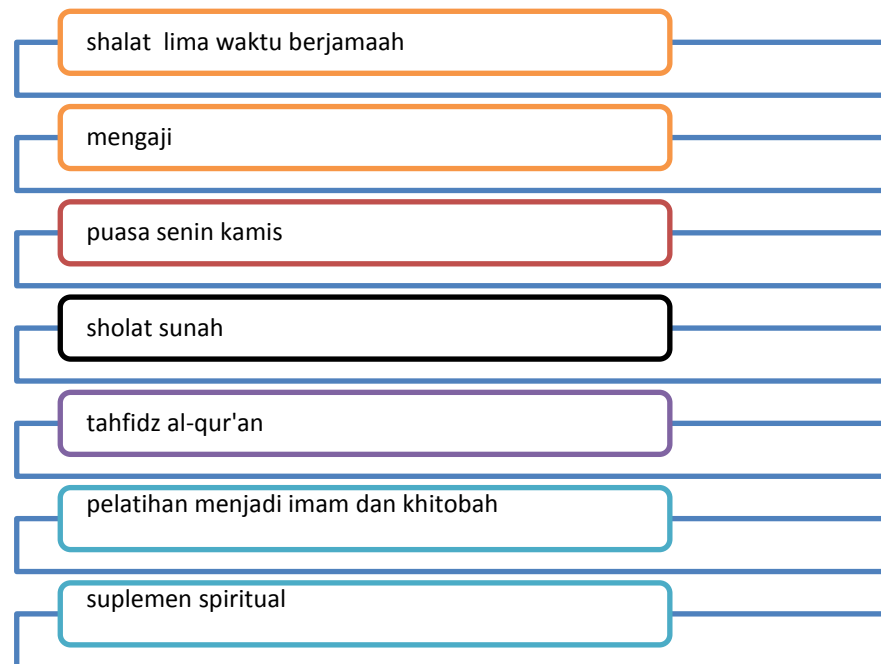 shalat  lima waktu berjamaah
mengaji
puasa senin kamis
sholat sunah
tahfidz al-qur'an
pelatihan menjadi imam dan khitobah
suplemen spiritual